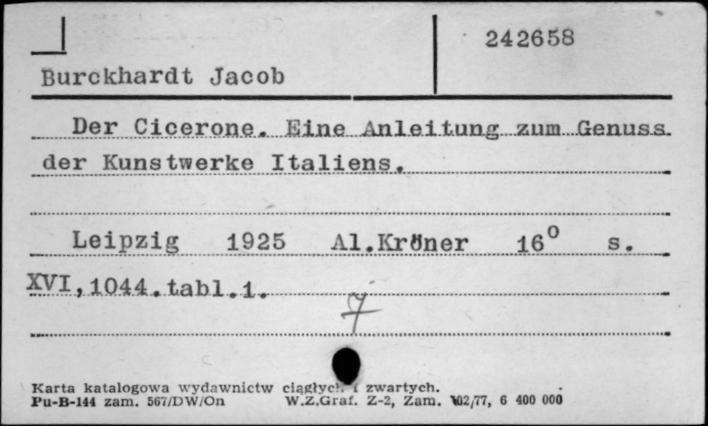 242658
Burckhardt Jacob
Der Cicerone. Eine Anleitung zum Genuss
der Kunstwerke Italiens.
Leipzig 1925 Al.Kröner 16° s.
XVI,1044.tabl.1.
7
Karta katalogowa wydawnictw ciągłych i zwartych.
Pu-B-144 zam. 567/DW/On W.Z.Graf. Z-2, Zam. 102/77, 6 400 000